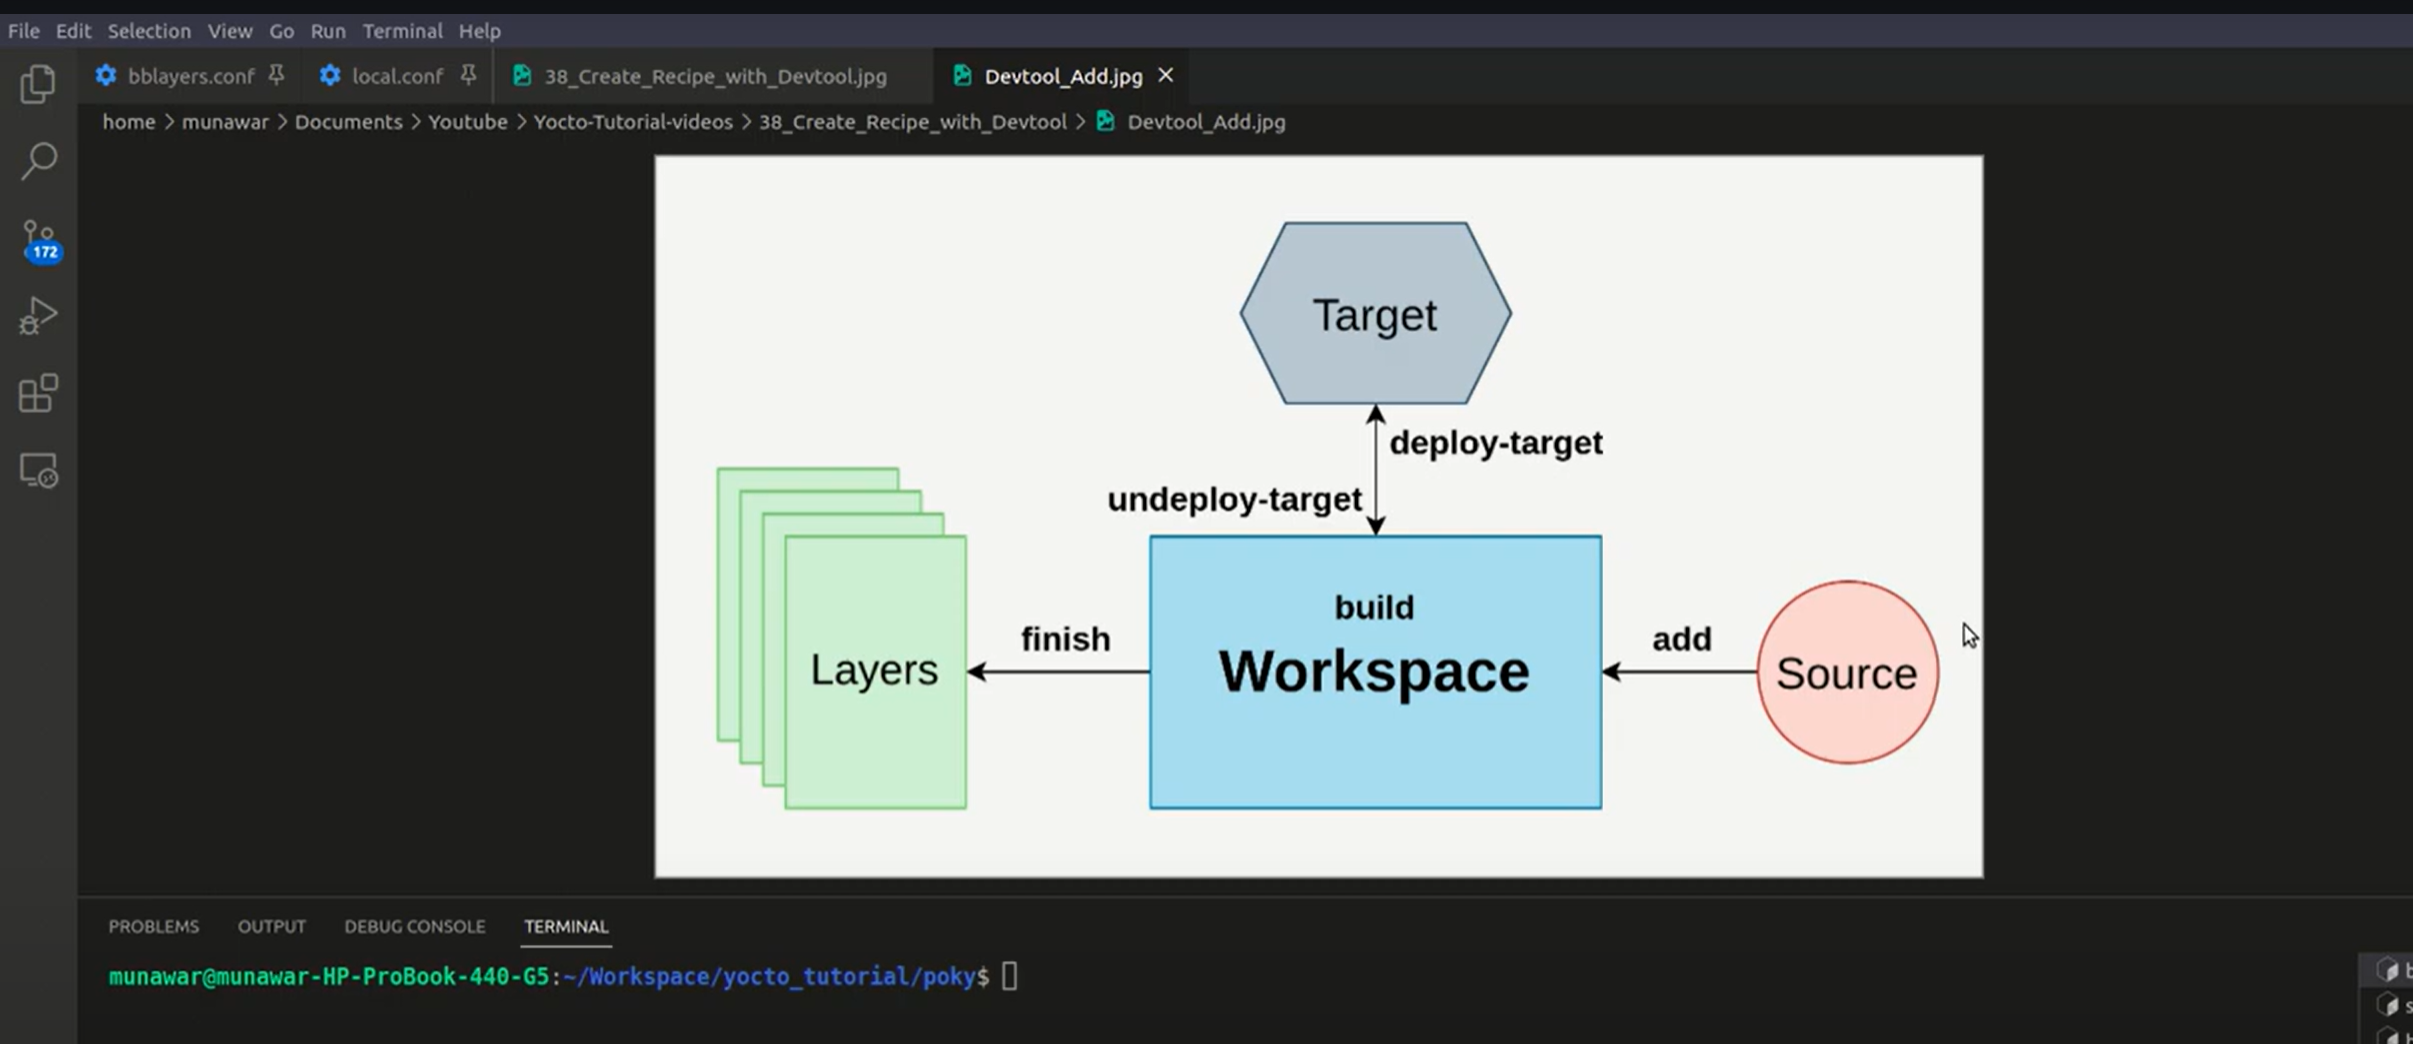 File Edit Selection View Go Run Terminal Help
bblayers.conf local.conf 38_Create_Recipe_with_Devtool.jpg Devtool_Add.jpg
home > munawar > Documents > Youtube > Yocto-Tutorial-videos > 38_Create_Recipe_with_Devtool > Devtool_Add.jpg
172
Target
deploy-target
undeploy-target
build
finish
add
Layers
Workspace
Source
PROBLEMS OUTPUT DEBUG CONSOLE TERMINAL
munawar@munawar-HP-ProBook-440-G5:~/Workspace/yocto_tutorial/poky$